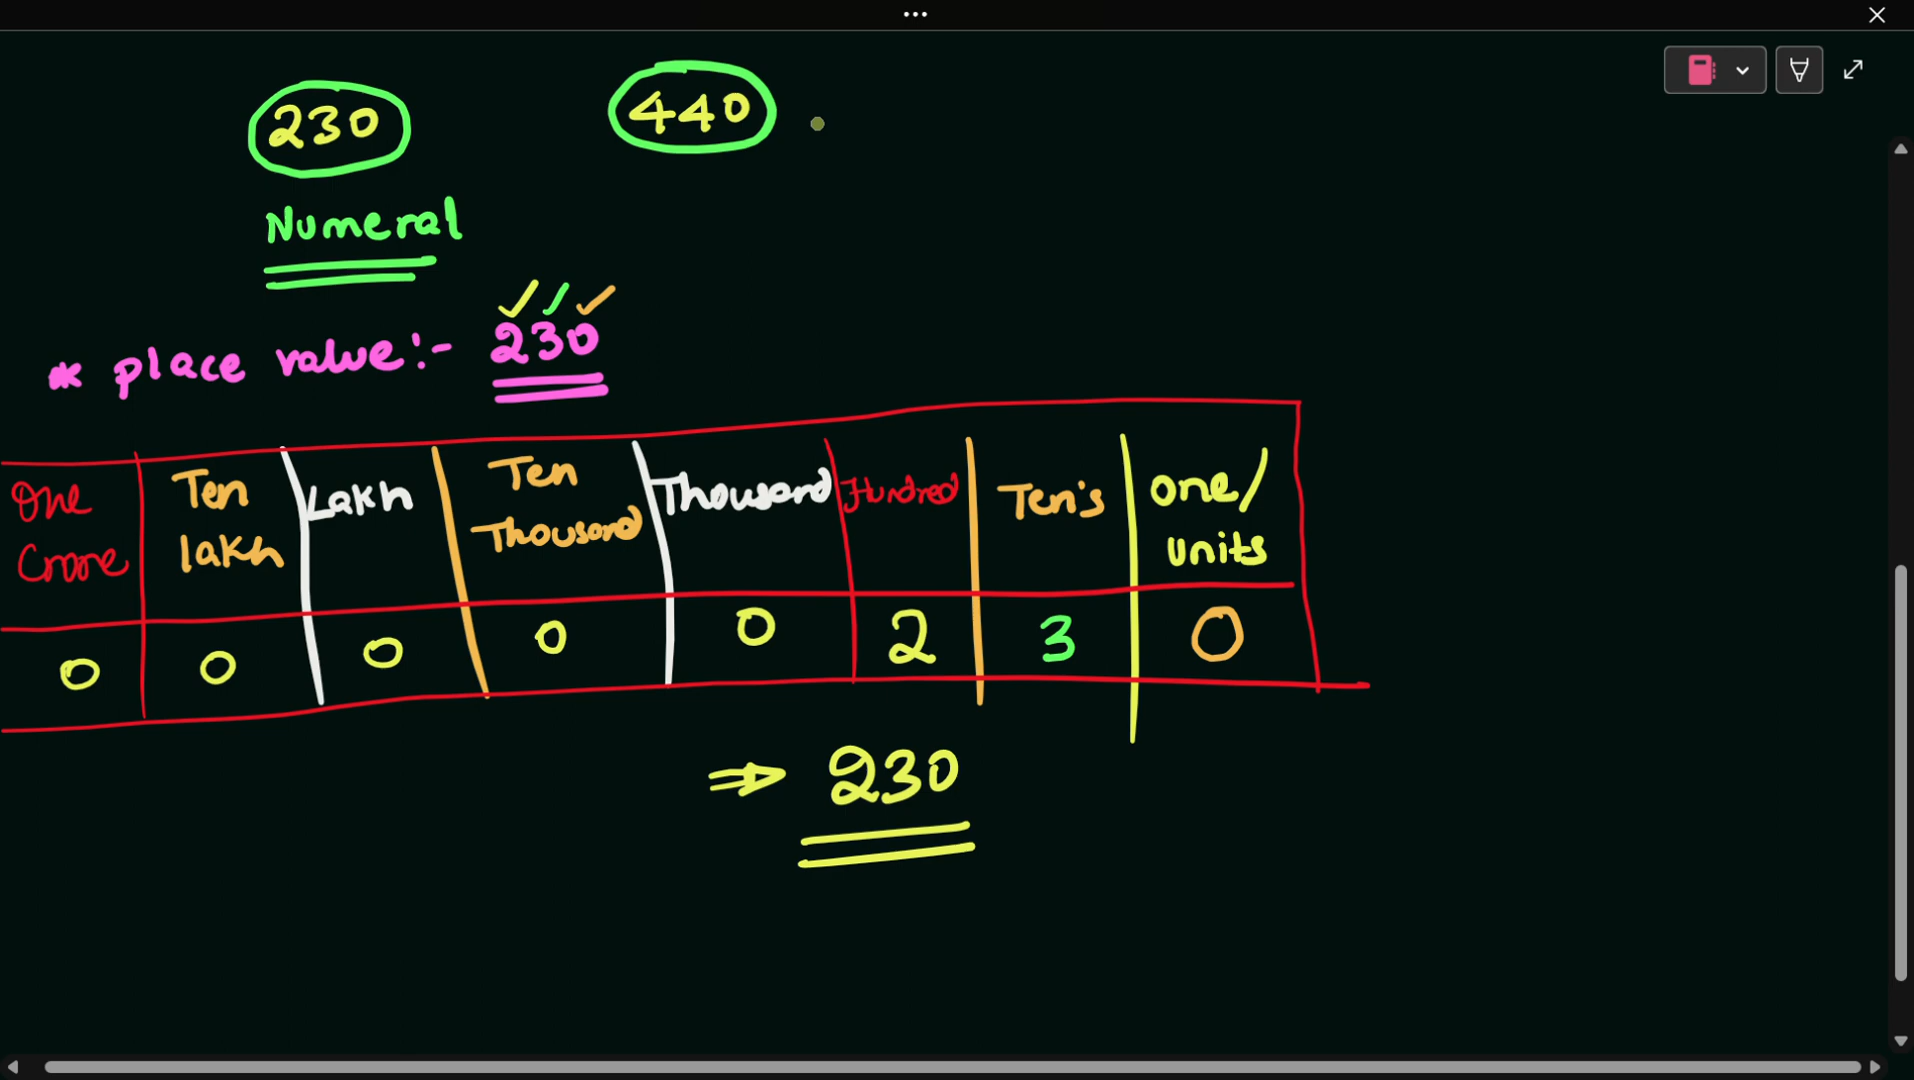 230 440
Numeral
* place value:- 230
One Crore Ten lakh Lakh Ten Thousand Thousand Hundred Ten's one/units
0 0 0 0 0 2 3 0
⇒ 230